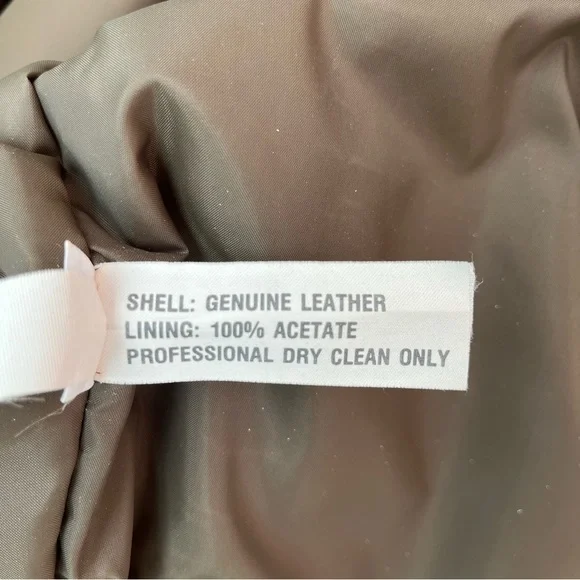 SHELL: GENUINE LEATHER
LINING: 100% ACETATE
PROFESSIONAL DRY CLEAN ONLY